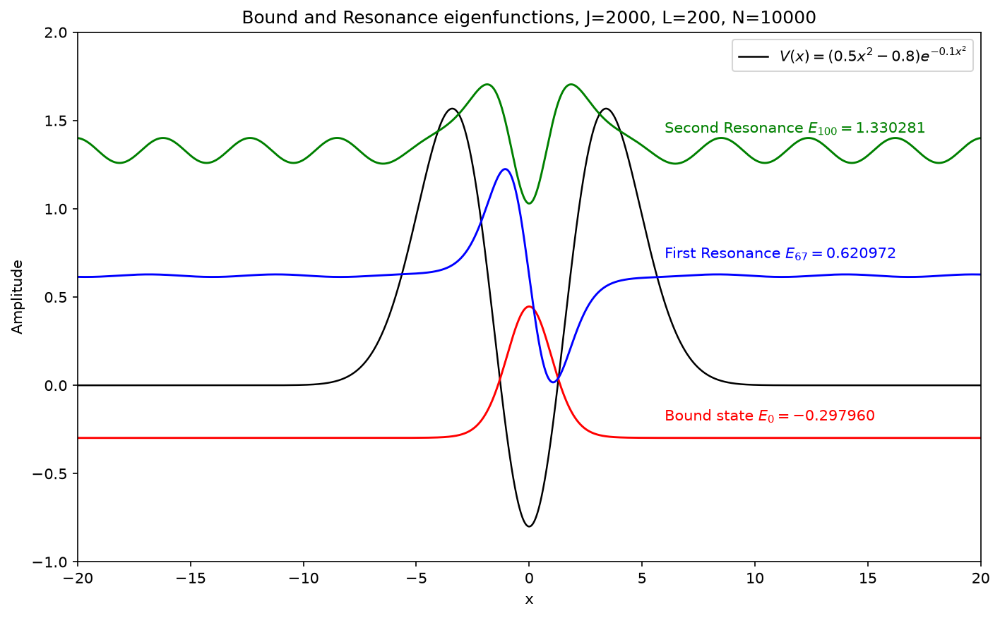 Bound and Resonance eigenfunctions, J=2000, L=200, N=10000
2.0
1.5
1.0
0.5
0.0
−0.5
−1.0
Amplitude
V(x) = (0.5x² − 0.8)e^{−0.1x²}
Second Resonance E₁₀₀ = 1.330281
First Resonance E₆₇ = 0.620972
Bound state E₀ = −0.297960
−20
−15
−10
−5
0
5
10
15
20
x